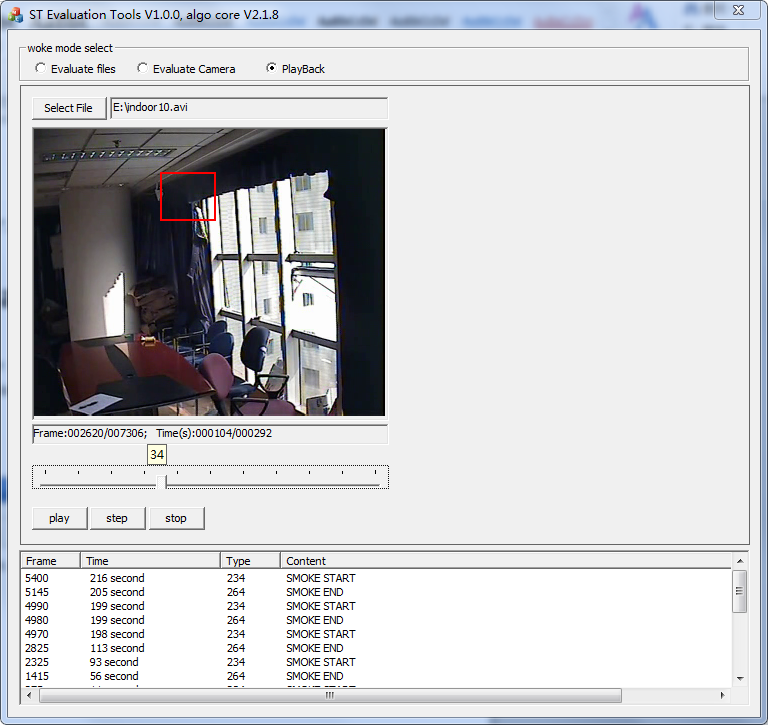 ST Evaluation Tools V1.0.0, algo core V2.1.8
woke mode select
Evaluate files Evaluate Camera PlayBack
Select File E:\indoor10.avi
Frame:002620/007306; Time(s):000104/000292
34
play step stop
Frame Time Type Content
5400 216 second 234 SMOKE START
5145 205 second 264 SMOKE END
4990 199 second 234 SMOKE START
4980 199 second 264 SMOKE END
4970 198 second 234 SMOKE START
2825 113 second 264 SMOKE END
2325 93 second 234 SMOKE START
1415 56 second 264 SMOKE END